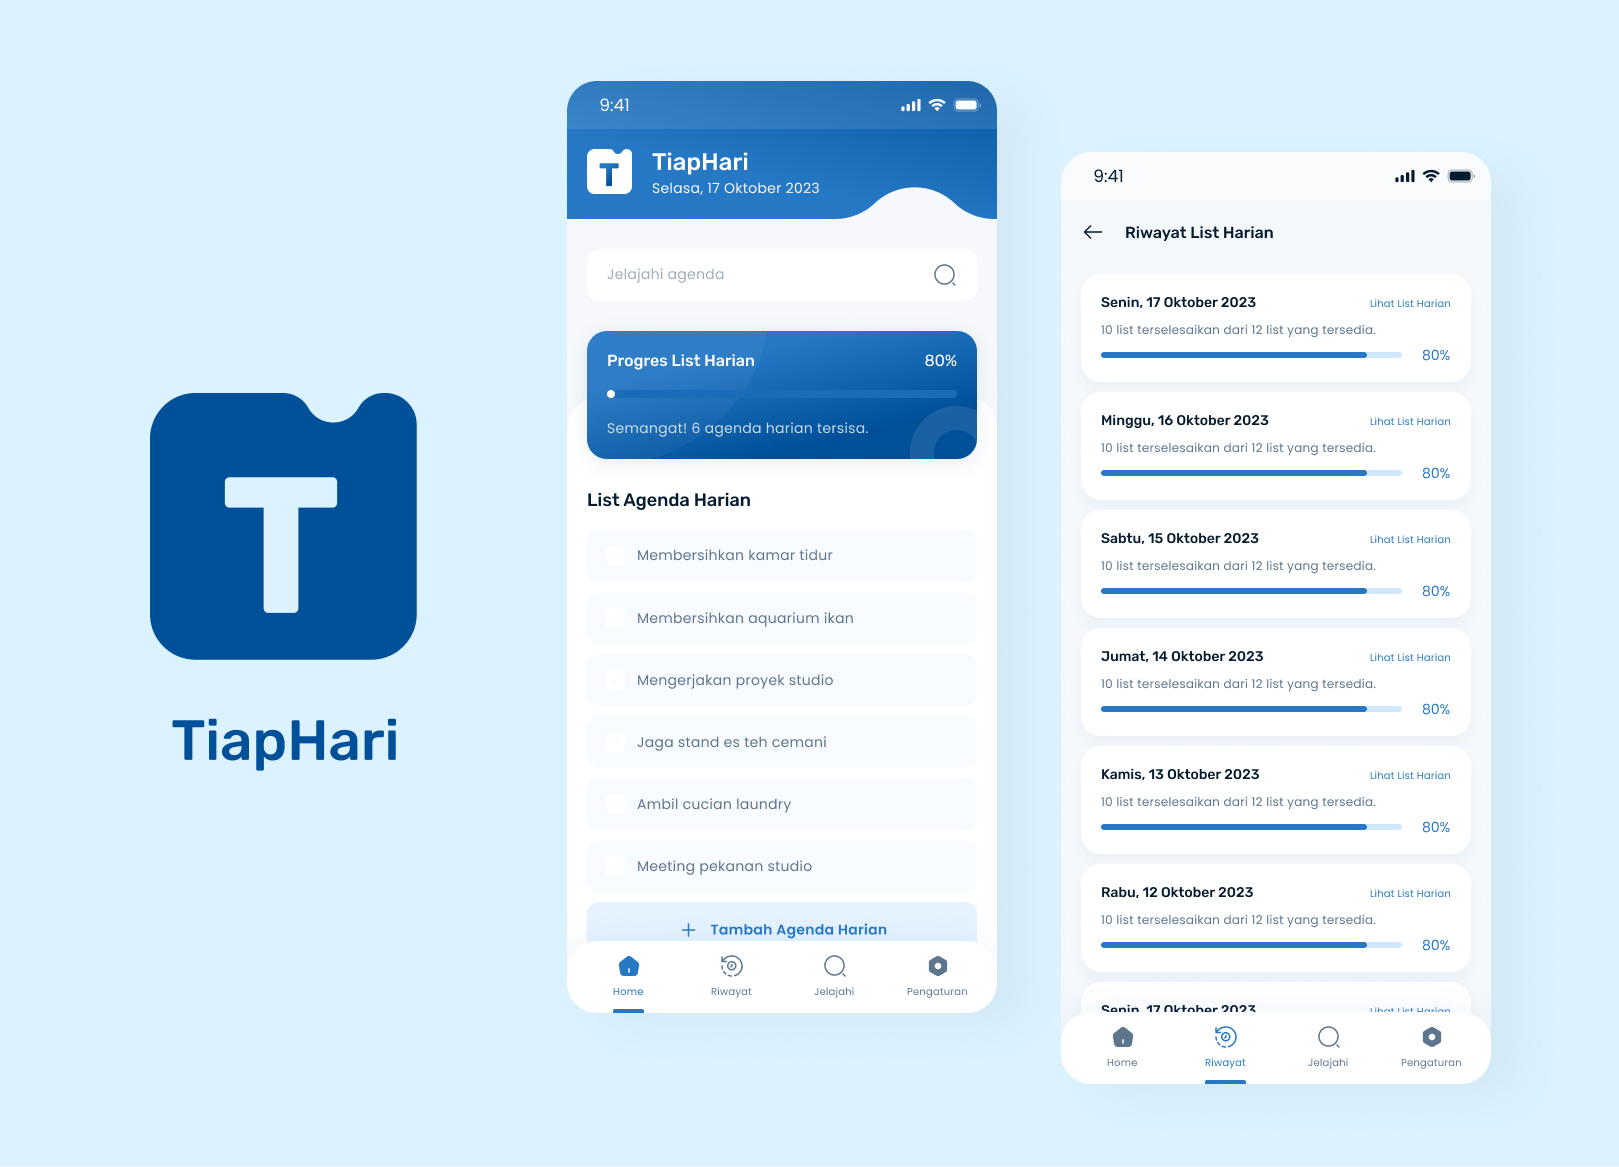 T
TiapHari
9:41
T
TiapHari
Selasa, 17 Oktober 2023
Jelajahi agenda
Progres List Harian
80%
Semangat! 6 agenda harian tersisa.
List Agenda Harian
Membersihkan kamar tidur
Membersihkan aquarium ikan
Mengerjakan proyek studio
Jaga stand es teh cemani
Ambil cucian laundry
Meeting pekanan studio
Tambah Agenda Harian
Home
Riwayat
Jelajahi
Pengaturan
9:41
Riwayat List Harian
Senin, 17 Oktober 2023
Lihat List Harian
10 list terselesaikan dari 12 list yang tersedia.
80%
Minggu, 16 Oktober 2023
Lihat List Harian
10 list terselesaikan dari 12 list yang tersedia.
80%
Sabtu, 15 Oktober 2023
Lihat List Harian
10 list terselesaikan dari 12 list yang tersedia.
80%
Jumat, 14 Oktober 2023
Lihat List Harian
10 list terselesaikan dari 12 list yang tersedia.
80%
Kamis, 13 Oktober 2023
Lihat List Harian
10 list terselesaikan dari 12 list yang tersedia.
80%
Rabu, 12 Oktober 2023
Lihat List Harian
10 list terselesaikan dari 12 list yang tersedia.
80%
Senin, 17 Oktober 2023
Lihat List Harian
Home
Riwayat
Jelajahi
Pengaturan